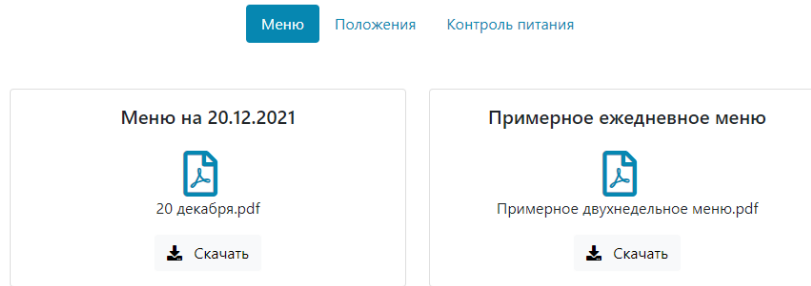 Меню Положения Контроль питания
Меню на 20.12.2021
20 декабря.pdf
Скачать
Примерное ежедневное меню
Примерное двухнедельное меню.pdf
Скачать